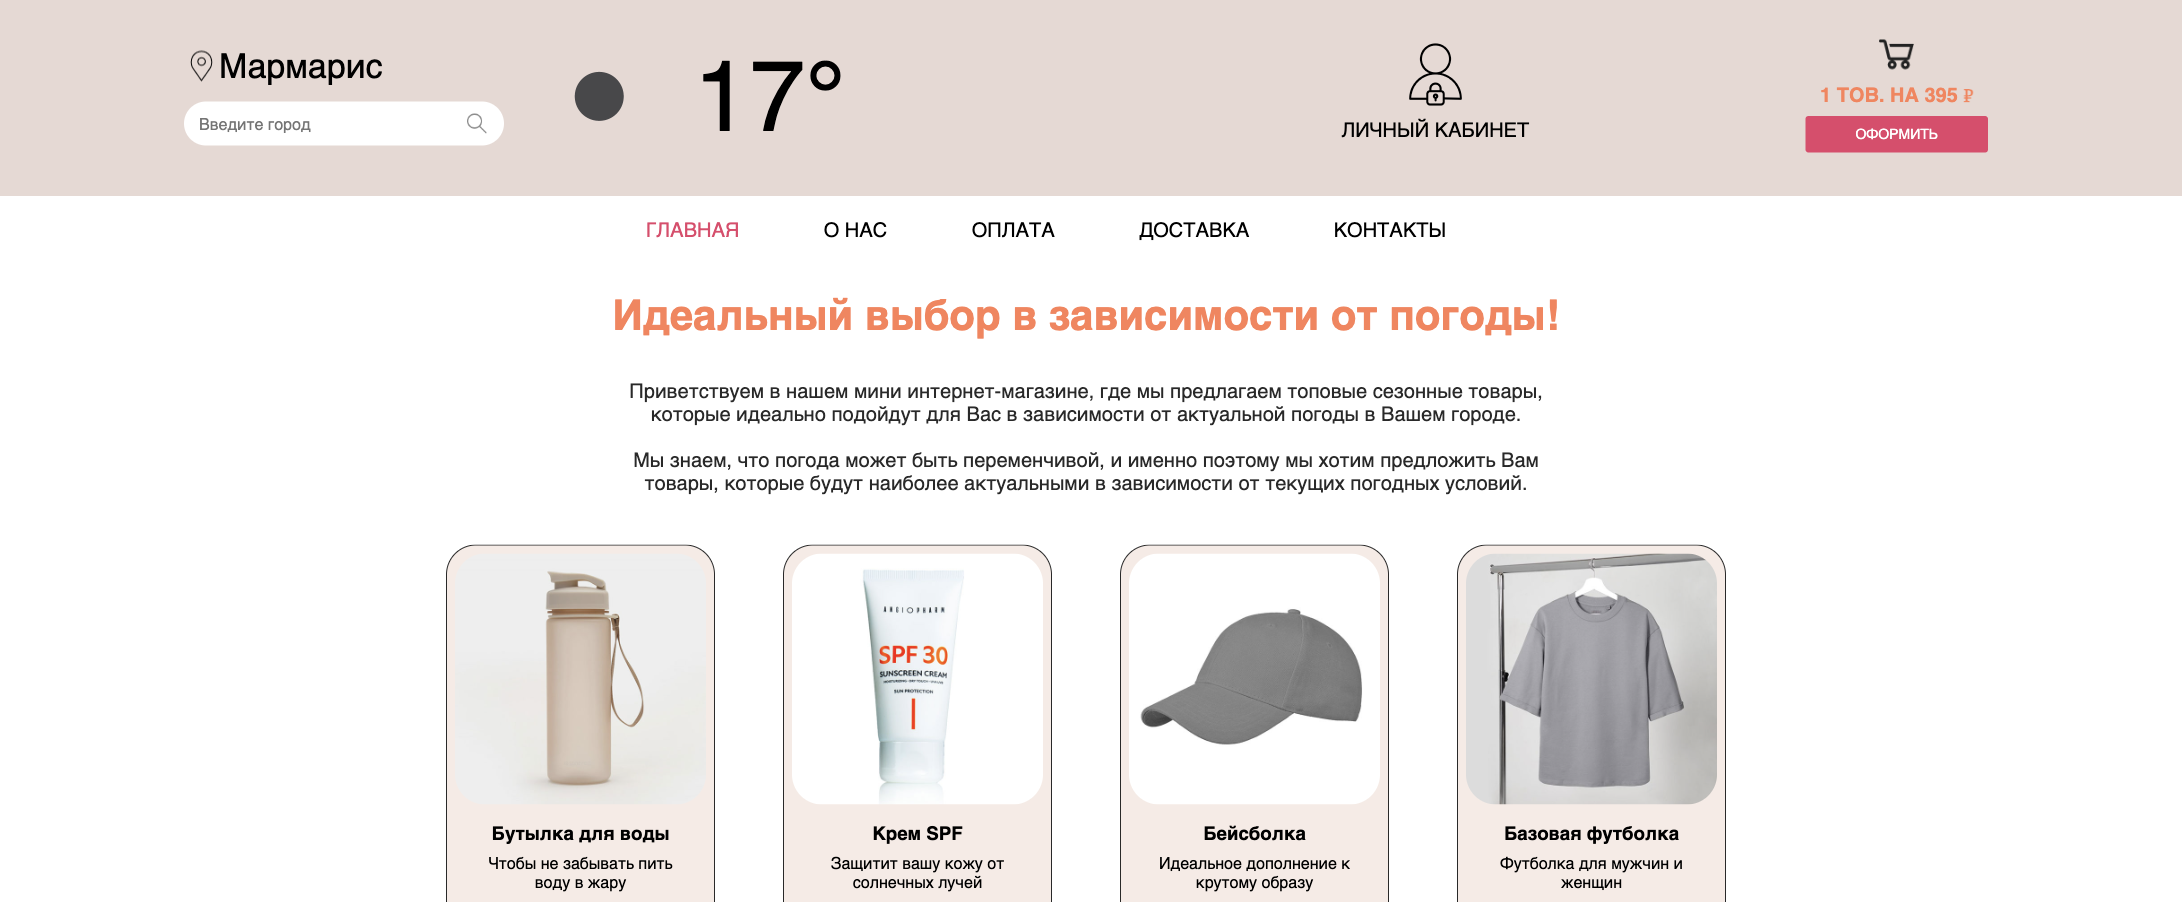 Мармарис
Введите город
17°
ЛИЧНЫЙ КАБИНЕТ
1 ТОВ. НА 395 ₽
ОФОРМИТЬ
ГЛАВНАЯ О НАС ОПЛАТА ДОСТАВКА КОНТАКТЫ
Идеальный выбор в зависимости от погоды!
Приветствуем в нашем мини интернет-магазине, где мы предлагаем топовые сезонные товары,
которые идеально подойдут для Вас в зависимости от актуальной погоды в Вашем городе.
Мы знаем, что погода может быть переменчивой, и именно поэтому мы хотим предложить Вам
товары, которые будут наиболее актуальными в зависимости от текущих погодных условий.
ANGIOPHARM
SPF 30
SUNSCREEN CREAM
SUN PROTECTION
Бутылка для воды
Чтобы не забывать пить
воду в жару
Крем SPF
Защитит вашу кожу от
солнечных лучей
Бейсболка
Идеальное дополнение к
крутому образу
Базовая футболка
Футболка для мужчин и
женщин